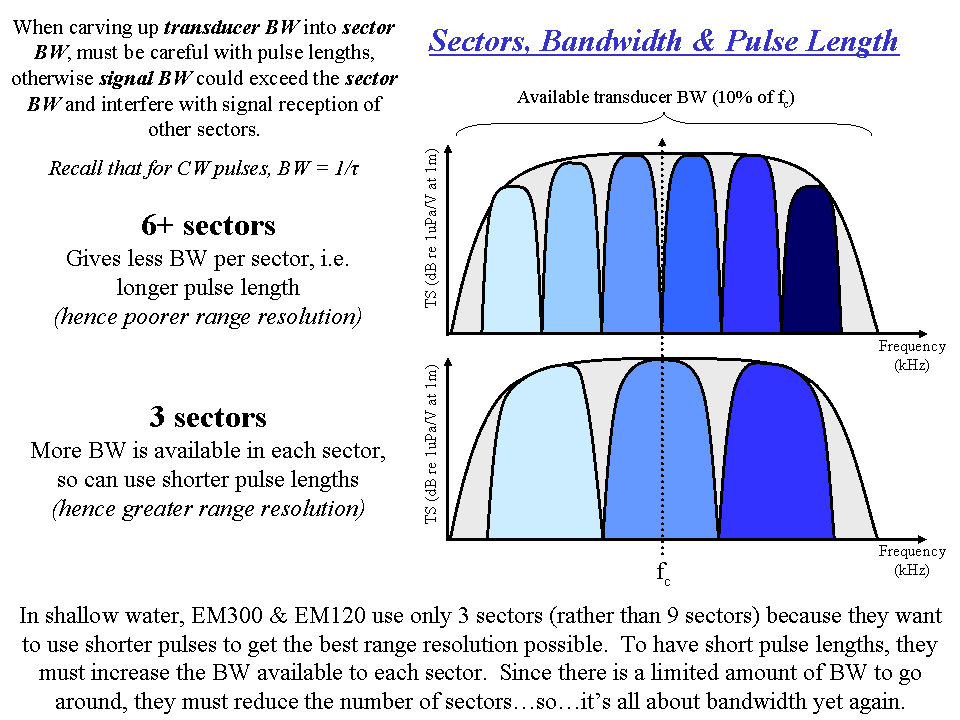 When carving up transducer BW into sector
BW, must be careful with pulse lengths,
otherwise signal BW could exceed the sector
BW and interfere with signal reception of
other sectors.
Recall that for CW pulses, BW = 1/τ
6+ sectors
Gives less BW per sector, i.e.
longer pulse length
(hence poorer range resolution)
3 sectors
More BW is available in each sector,
so can use shorter pulse lengths
(hence greater range resolution)
Sectors, Bandwidth & Pulse Length
Available transducer BW (10% of fc)
TS (dB re 1uPa/V at 1m)
Frequency
(kHz)
TS (dB re 1uPa/V at 1m)
Frequency
(kHz)
fc
In shallow water, EM300 & EM120 use only 3 sectors (rather than 9 sectors) because they want
to use shorter pulses to get the best range resolution possible.  To have short pulse lengths, they
must increase the BW available to each sector.  Since there is a limited amount of BW to go
around, they must reduce the number of sectors…so…it's all about bandwidth yet again.